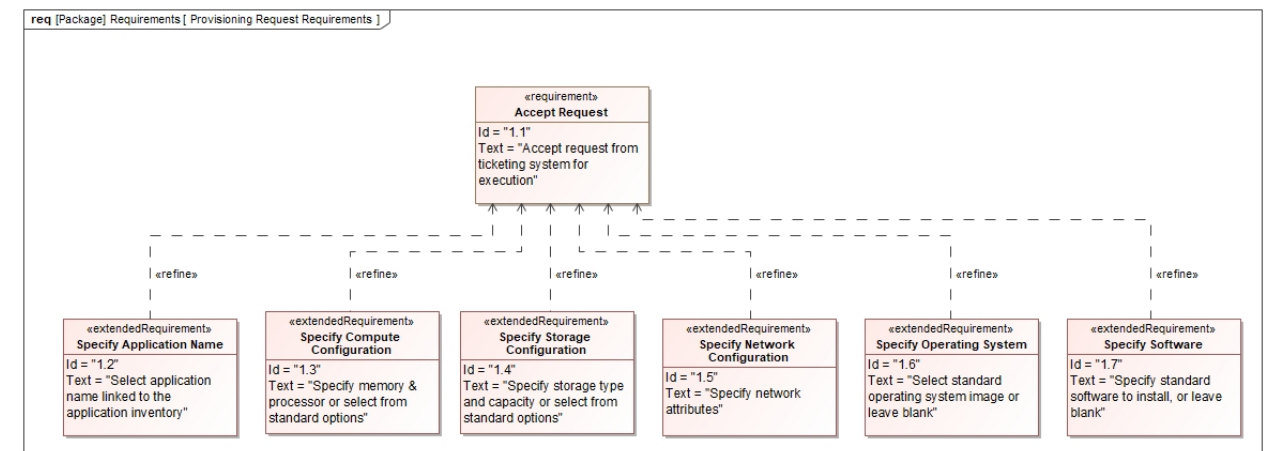 req [Package] Requirements [ Provisioning Request Requirements ]
«requirement»
Accept Request
Id = "1.1"
Text = "Accept request from
ticketing system for
execution"
«refine»
«refine»
«refine»
«refine»
«refine»
«refine»
«extendedRequirement»
Specify Application Name
Id = "1.2"
Text = "Select application
name linked to the
application inventory"
«extendedRequirement»
Specify Compute
Configuration
Id = "1.3"
Text = "Specify memory &
processor or select from
standard options"
«extendedRequirement»
Specify Storage
Configuration
Id = "1.4"
Text = "Specify storage type
and capacity or select from
standard options"
«extendedRequirement»
Specify Network
Configuration
Id = "1.5"
Text = "Specify network
attributes"
«extendedRequirement»
Specify Operating System
Id = "1.6"
Text = "Select standard
operating system image or
leave blank"
«extendedRequirement»
Specify Software
Id = "1.7"
Text = "Specify standard
software to install, or leave
blank"